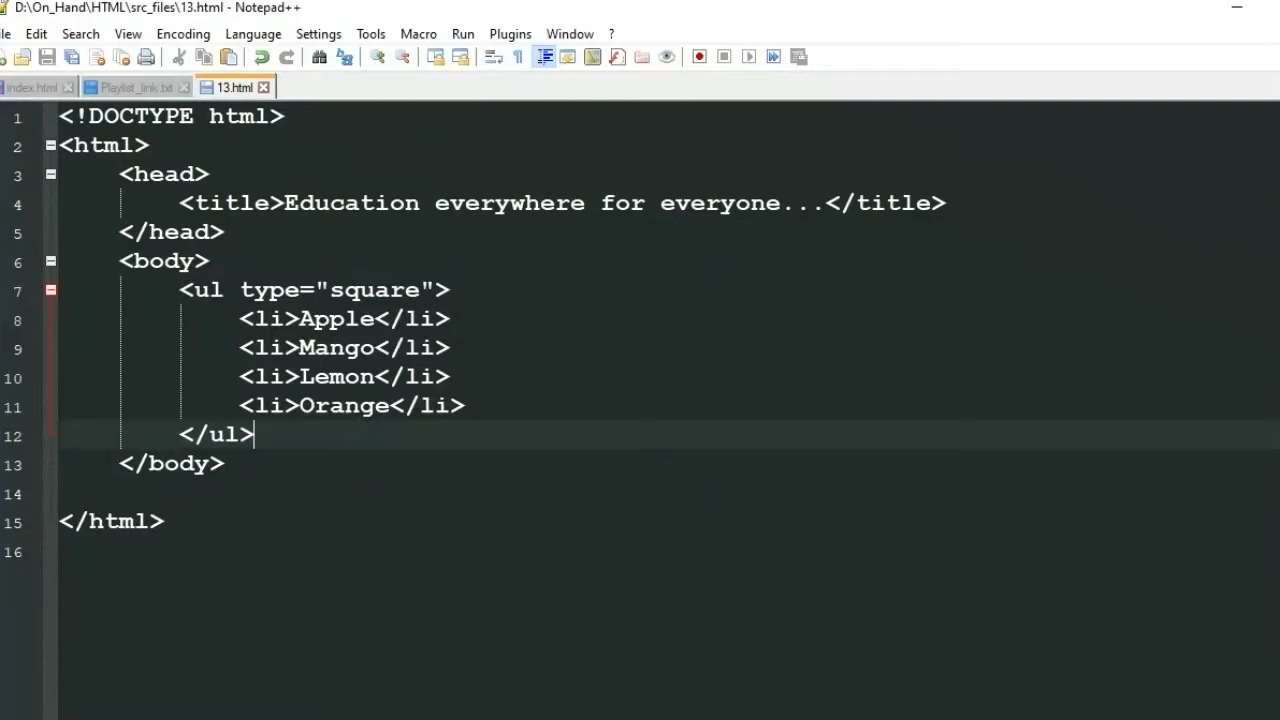 D:\On_Hand\HTML\src_files\13.html - Notepad++
le Edit Search View Encoding Language Settings Tools Macro Run Plugins Window ?
index.html Playlist_link.txt 13.html
1 <!DOCTYPE html>
2 <html>
3 <head>
4 <title>Education everywhere for everyone...</title>
5 </head>
6 <body>
7 <ul type="square">
8 <li>Apple</li>
9 <li>Mango</li>
10 <li>Lemon</li>
11 <li>Orange</li>
12 </ul>
13 </body>
14
15 </html>
16